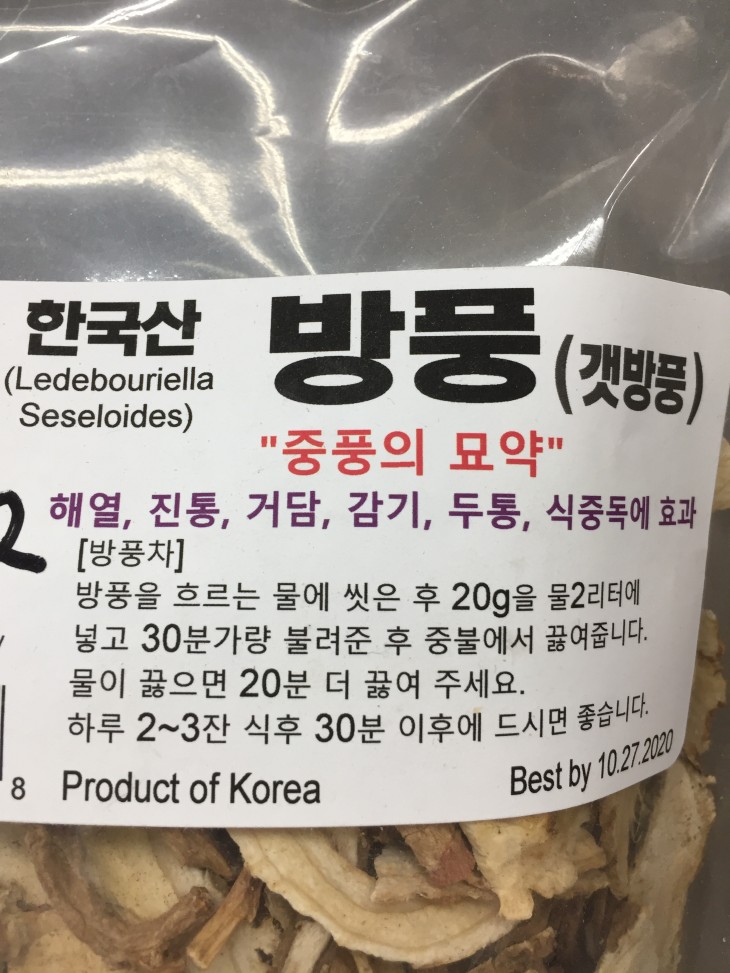 한국산
(Ledebouriella
Seseloides)
방풍 (갯방풍)
"중풍의 묘약"
해열, 진통, 거담, 감기, 두통, 식중독에 효과
[방풍차]
방풍을 흐르는 물에 씻은 후 20g을 물2리터에
넣고 30분가량 불려준 후 중불에서 끓여줍니다.
물이 끓으면 20분 더 끓여 주세요.
하루 2~3잔 식후 30분 이후에 드시면 좋습니다.
8 Product of Korea
Best by 10.27.2020